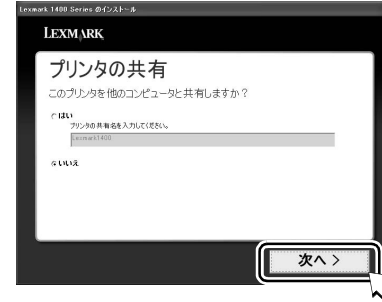 Lexmark 1400 Series のインストール
LEXMARK
プリンタの共有
このプリンタを他のコンピュータと共有しますか？
はい
プリンタの共有名を入力してください。
Lexmark1400
いいえ
次へ >